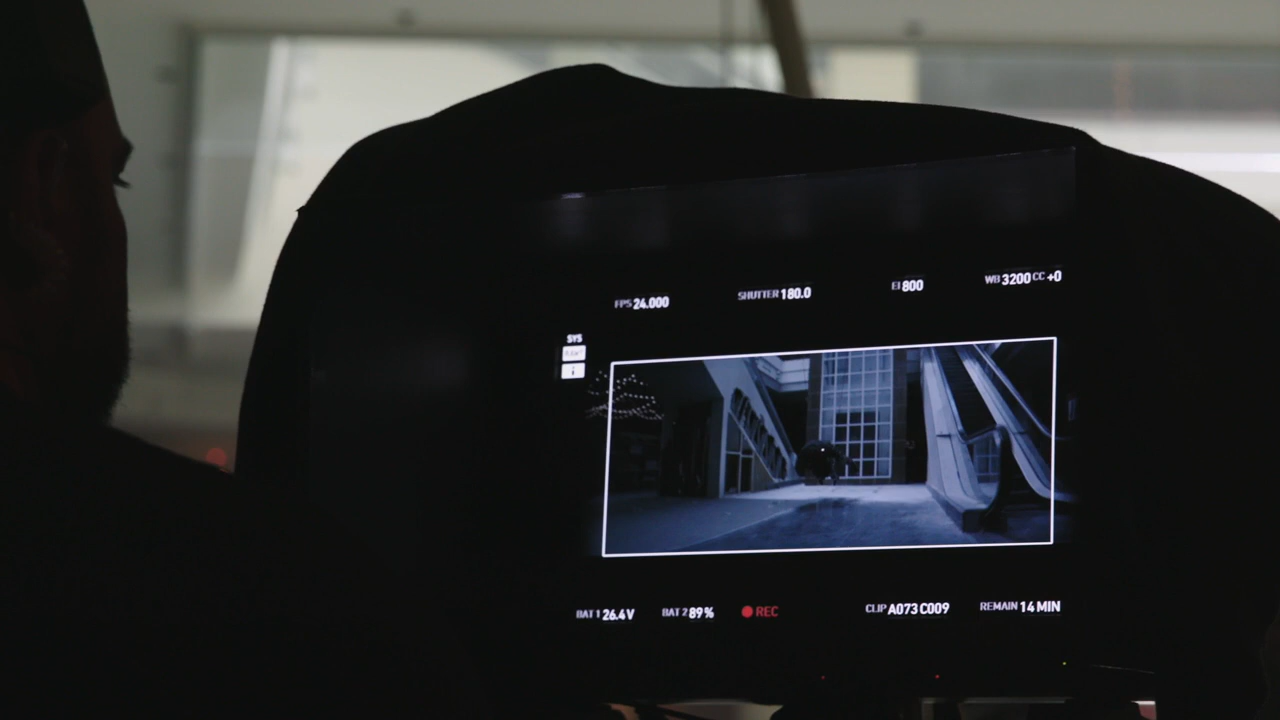 FPS 24.000 SHUTTER 180.0 EI 800 WB 3200 CC +0
SYS
BAT 1 26.4 V BAT 2 89% REC CLIP A073 C009 REMAIN 14 MIN